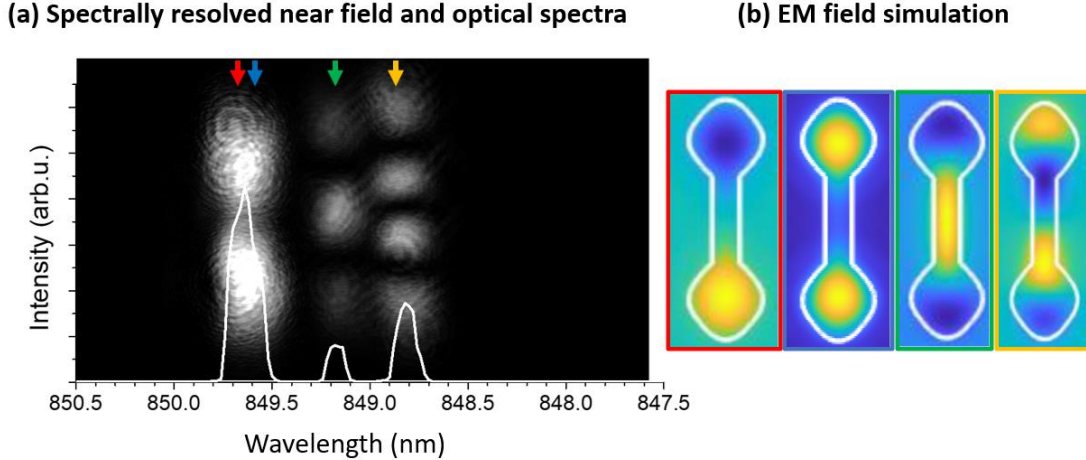 (a) Spectrally resolved near field and optical spectra
(b) EM field simulation
Intensity (arb.u.)
850.5 850.0 849.5 849.0 848.5 848.0 847.5
Wavelength (nm)